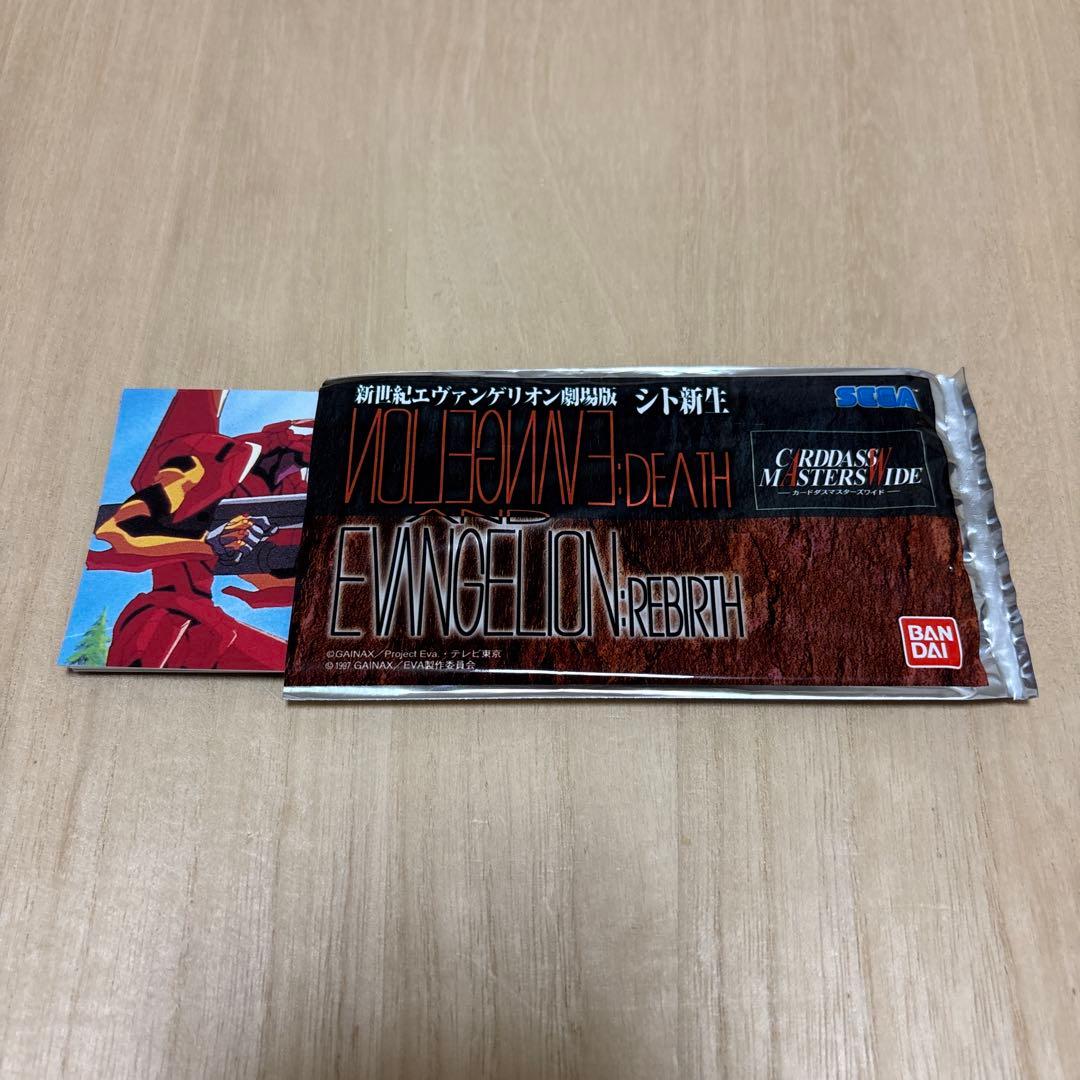 新世紀エヴァンゲリオン劇場版 シト新生
SEGA
EVANGELION:DEATH
AND
EVANGELION:REBIRTH
CARDDASS
MASTERS WIDE
カードダスマスターズワイド
©GAINAX／Project Eva.・テレビ東京
© 1997 GAINAX／EVA製作委員会
BAN
DAI